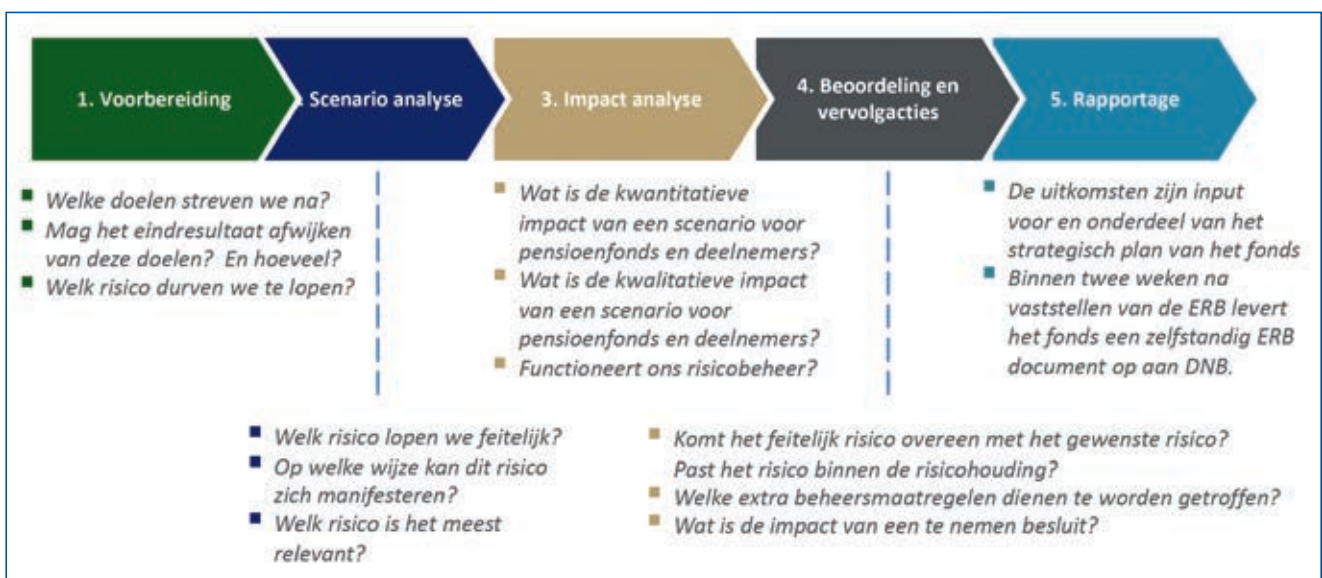 1. Voorbereiding
Scenario analyse
3. Impact analyse
4. Beoordeling en
vervolgacties
5. Rapportage
Welke doelen streven we na?
Mag het eindresultaat afwijken
van deze doelen? En hoeveel?
Welk risico durven we te lopen?
Welk risico lopen we feitelijk?
Op welke wijze kan dit risico
zich manifesteren?
Welk risico is het meest
relevant?
Wat is de kwantitatieve
impact van een scenario voor
pensioenfonds en deelnemers?
Wat is de kwalitatieve impact
van een scenario voor
pensioenfonds en deelnemers?
Functioneert ons risicobeheer?
Komt het feitelijk risico overeen met het gewenste risico?
Past het risico binnen de risicohouding?
Welke extra beheersmaatregelen dienen te worden getroffen?
Wat is de impact van een te nemen besluit?
De uitkomsten zijn input
voor en onderdeel van het
strategisch plan van het fonds
Binnen twee weken na
vaststellen van de ERB levert
het fonds een zelfstandig ERB
document op aan DNB.